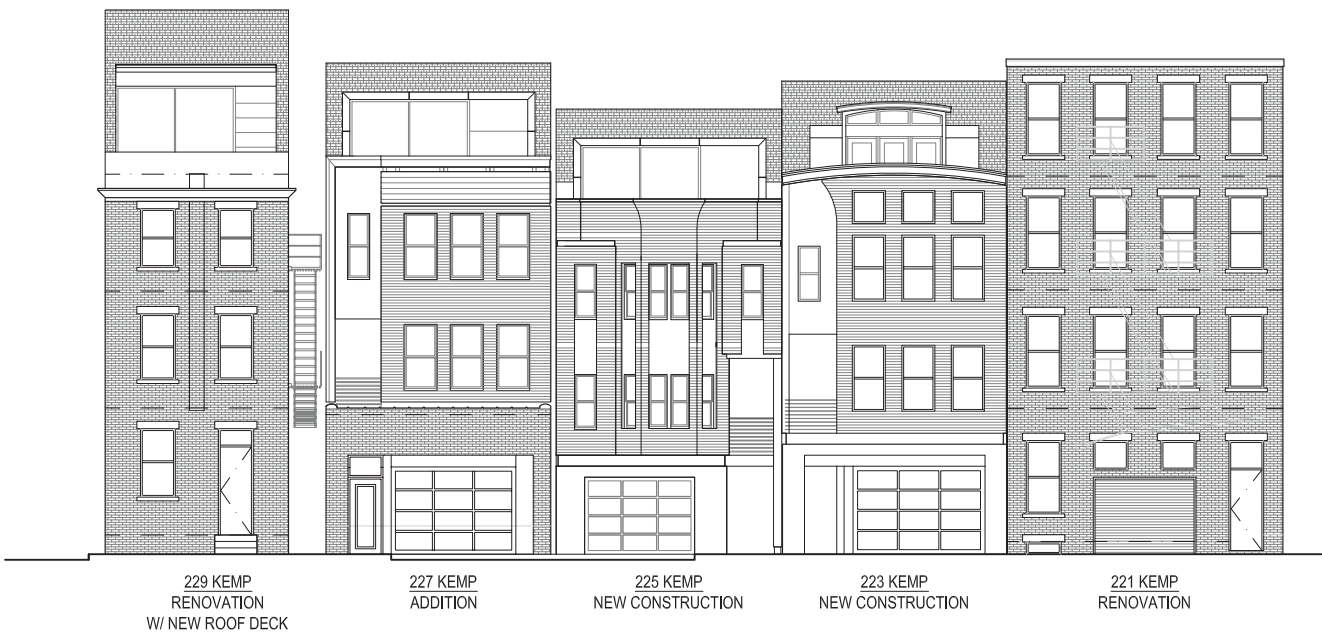 229 KEMP
RENOVATION
W/ NEW ROOF DECK
227 KEMP
ADDITION
225 KEMP
NEW CONSTRUCTION
223 KEMP
NEW CONSTRUCTION
221 KEMP
RENOVATION